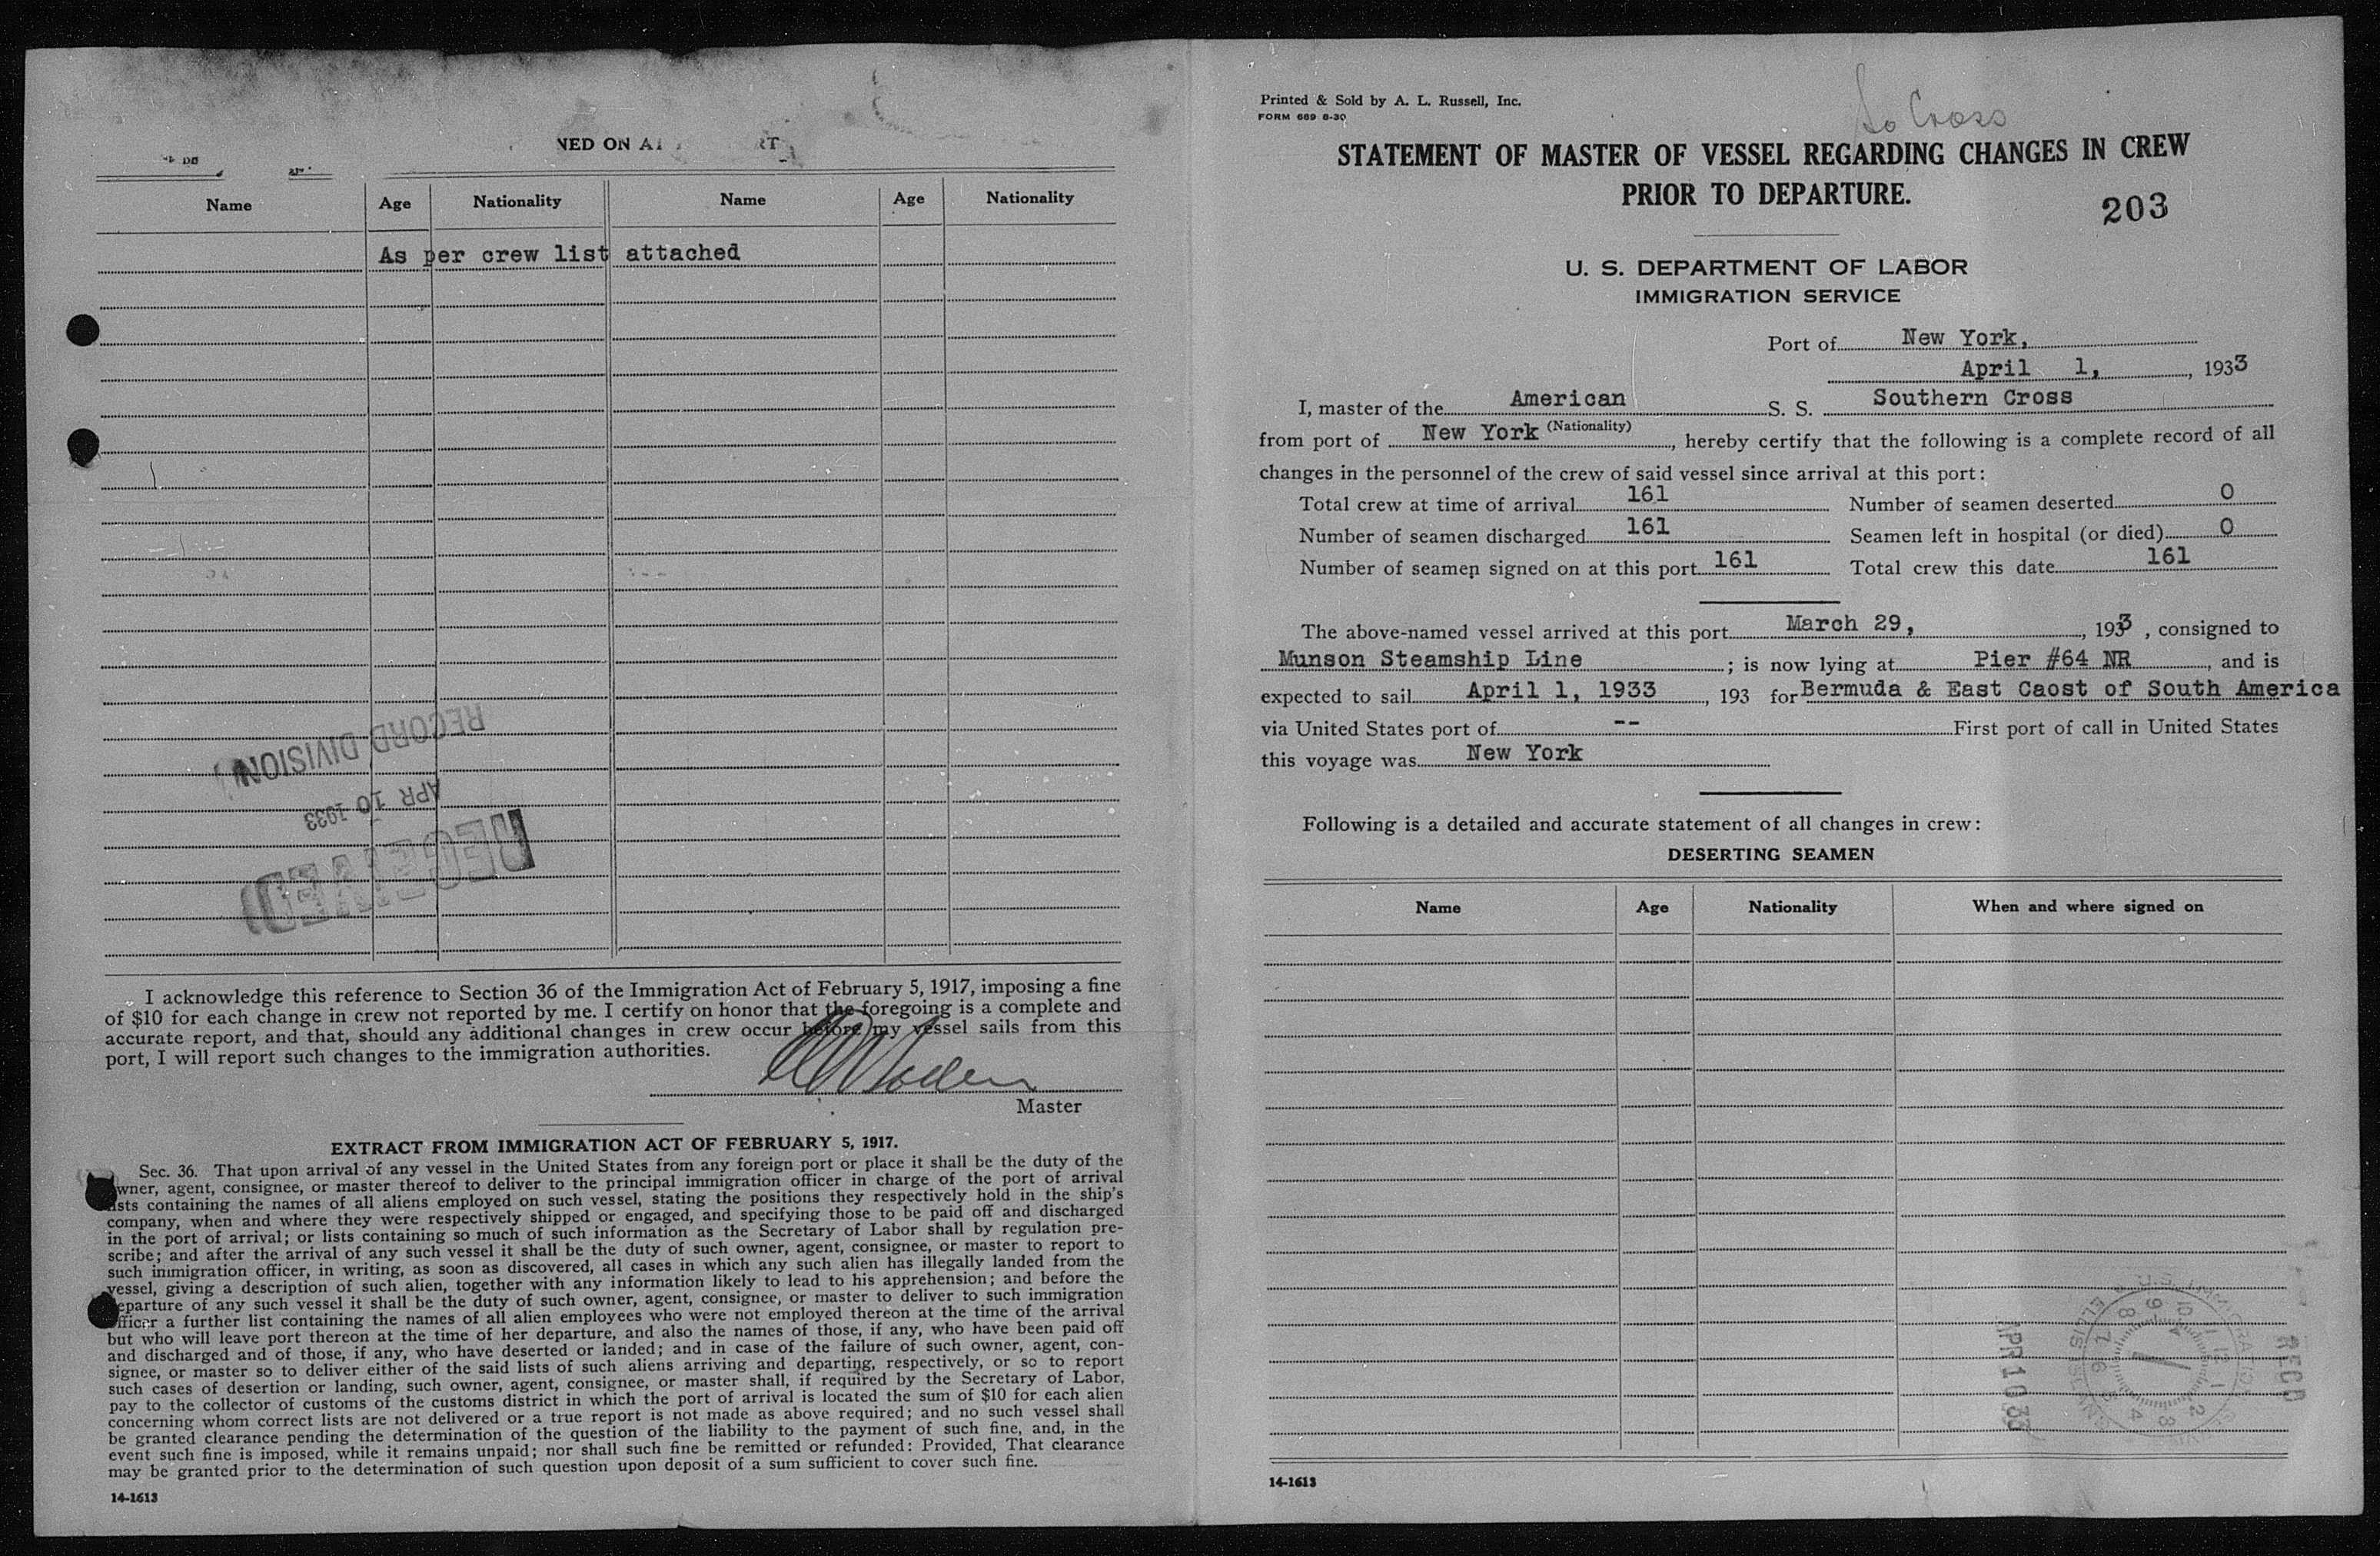 NED ON A
RT
Name Age Nationality Name Age Nationality
As per crew list attached
RECORD DIVISION
APR 10 1933
RECEIVED
I acknowledge this reference to Section 36 of the Immigration Act of February 5, 1917, imposing a fine
of $10 for each change in crew not reported by me. I certify on honor that the foregoing is a complete and
accurate report, and that, should any additional changes in crew occur before my vessel sails from this
port, I will report such changes to the immigration authorities.
Master
EXTRACT FROM IMMIGRATION ACT OF FEBRUARY 5, 1917.
Sec. 36. That upon arrival of any vessel in the United States from any foreign port or place it shall be the duty of the
owner, agent, consignee, or master thereof to deliver to the principal immigration officer in charge of the port of arrival
lists containing the names of all aliens employed on such vessel, stating the positions they respectively hold in the ship's
company, when and where they were respectively shipped or engaged, and specifying those to be paid off and discharged
in the port of arrival; or lists containing so much of such information as the Secretary of Labor shall by regulation pre-
scribe; and after the arrival of any such vessel it shall be the duty of such owner, agent, consignee, or master to report to
such immigration officer, in writing, as soon as discovered, all cases in which any such alien has illegally landed from the
vessel, giving a description of such alien, together with any information likely to lead to his apprehension; and before the
departure of any such vessel it shall be the duty of such owner, agent, consignee, or master to deliver to such immigration
officer a further list containing the names of all alien employees who were not employed thereon at the time of the arrival
but who will leave port thereon at the time of her departure, and also the names of those, if any, who have been paid off
and discharged and of those, if any, who have deserted or landed; and in case of the failure of such owner, agent, con-
signee, or master so to deliver either of the said lists of such aliens arriving and departing, respectively, or so to report
such cases of desertion or landing, such owner, agent, consignee, or master shall, if required by the Secretary of Labor,
pay to the collector of customs of the customs district in which the port of arrival is located the sum of $10 for each alien
concerning whom correct lists are not delivered or a true report is not made as above required; and no such vessel shall
be granted clearance pending the determination of the question of the liability to the payment of such fine, and, in the
event such fine is imposed, while it remains unpaid; nor shall such fine be remitted or refunded: Provided, That clearance
may be granted prior to the determination of such question upon deposit of a sum sufficient to cover such fine.
14-1613
Printed & Sold by A. L. Russell, Inc.
FORM 689 6-30
So Cross
STATEMENT OF MASTER OF VESSEL REGARDING CHANGES IN CREW
PRIOR TO DEPARTURE.
203
U. S. DEPARTMENT OF LABOR
IMMIGRATION SERVICE
Port of New York,
April 1, 1933
I, master of the American S. S. Southern Cross
(Nationality)
from port of New York, hereby certify that the following is a complete record of all
changes in the personnel of the crew of said vessel since arrival at this port:
Total crew at time of arrival 161 Number of seamen deserted 0
Number of seamen discharged 161 Seamen left in hospital (or died) 0
Number of seamen signed on at this port 161 Total crew this date 161
The above-named vessel arrived at this port March 29, 1933, consigned to
Munson Steamship Line; is now lying at Pier #64 NR, and is
expected to sail April 1, 1933, 193 for Bermuda & East Caost of South America
via United States port of -- First port of call in United States
this voyage was New York
Following is a detailed and accurate statement of all changes in crew:
DESERTING SEAMEN
Name Age Nationality When and where signed on
RECD
APR 10 33
14-1613